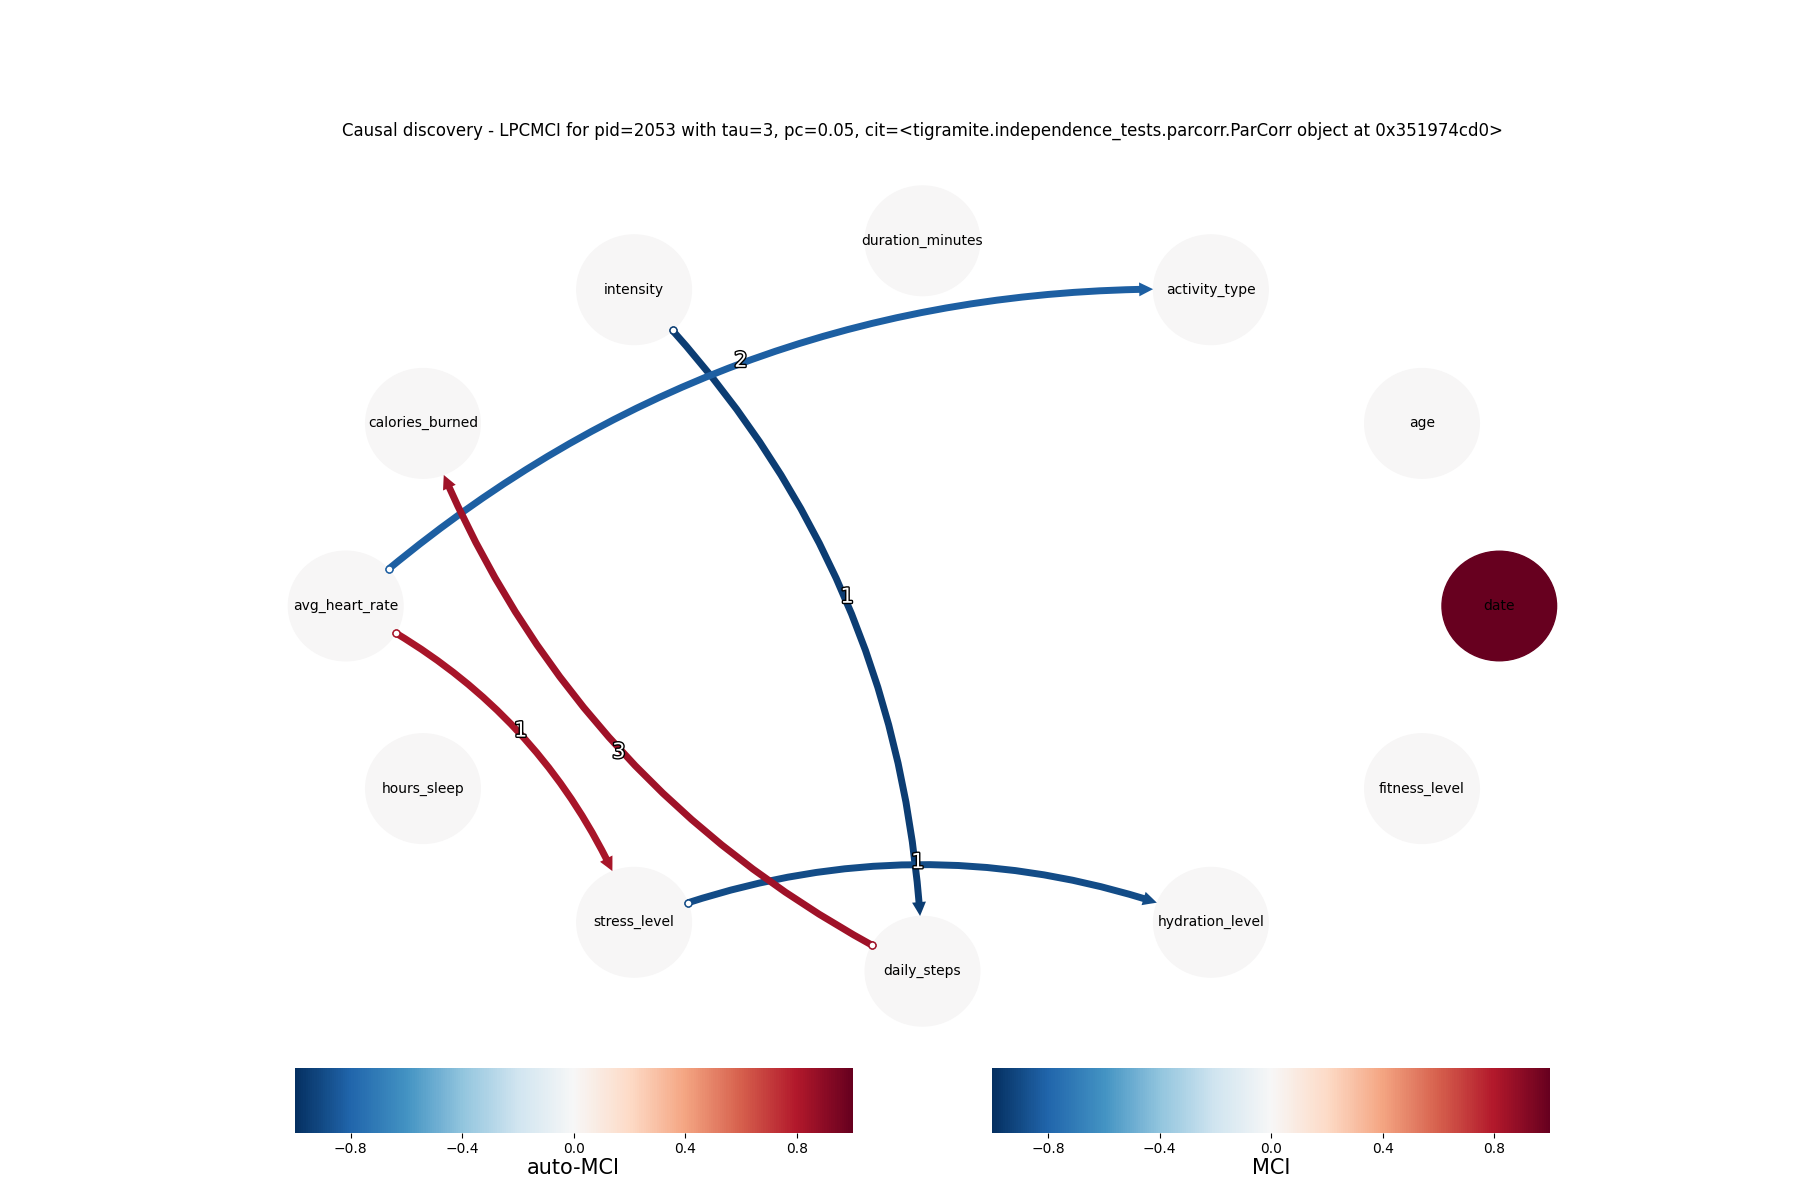 Causal discovery - LPCMCI for pid=2053 with tau=3, pc=0.05, cit=<tigramite.independence_tests.parcorr.ParCorr object at 0x351974cd0>
duration_minutes
intensity
activity_type
2
calories_burned
age
1
avg_heart_rate
date
1
3
hours_sleep
fitness_level
1
stress_level
hydration_level
daily_steps
−0.8 −0.4 0.0 0.4 0.8
auto-MCI
−0.8 −0.4 0.0 0.4 0.8
MCI